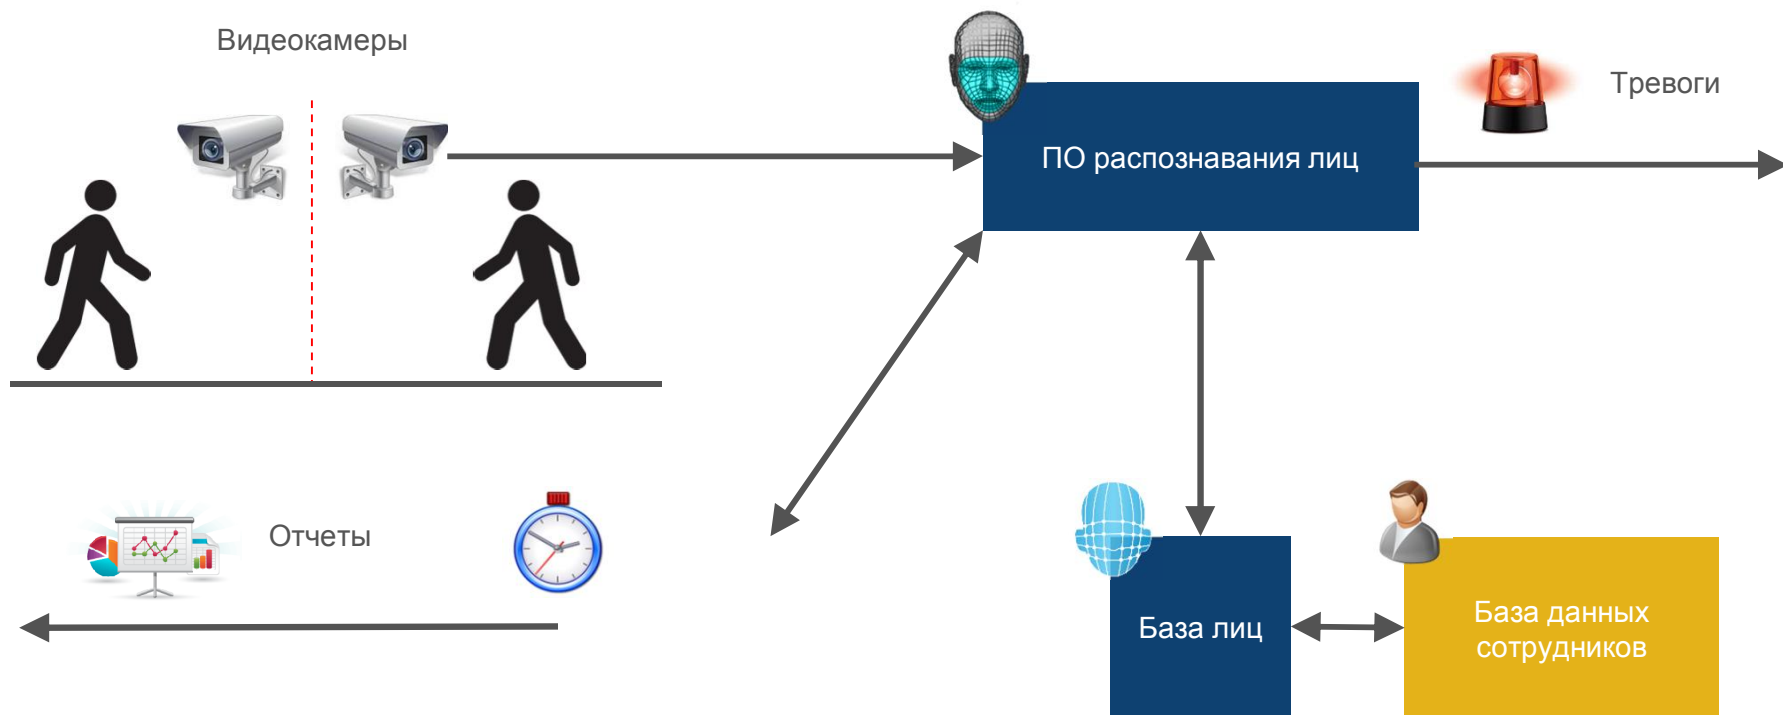 Видеокамеры
Тревоги
ПО распознавания лиц
Отчеты
База лиц
База данных
сотрудников